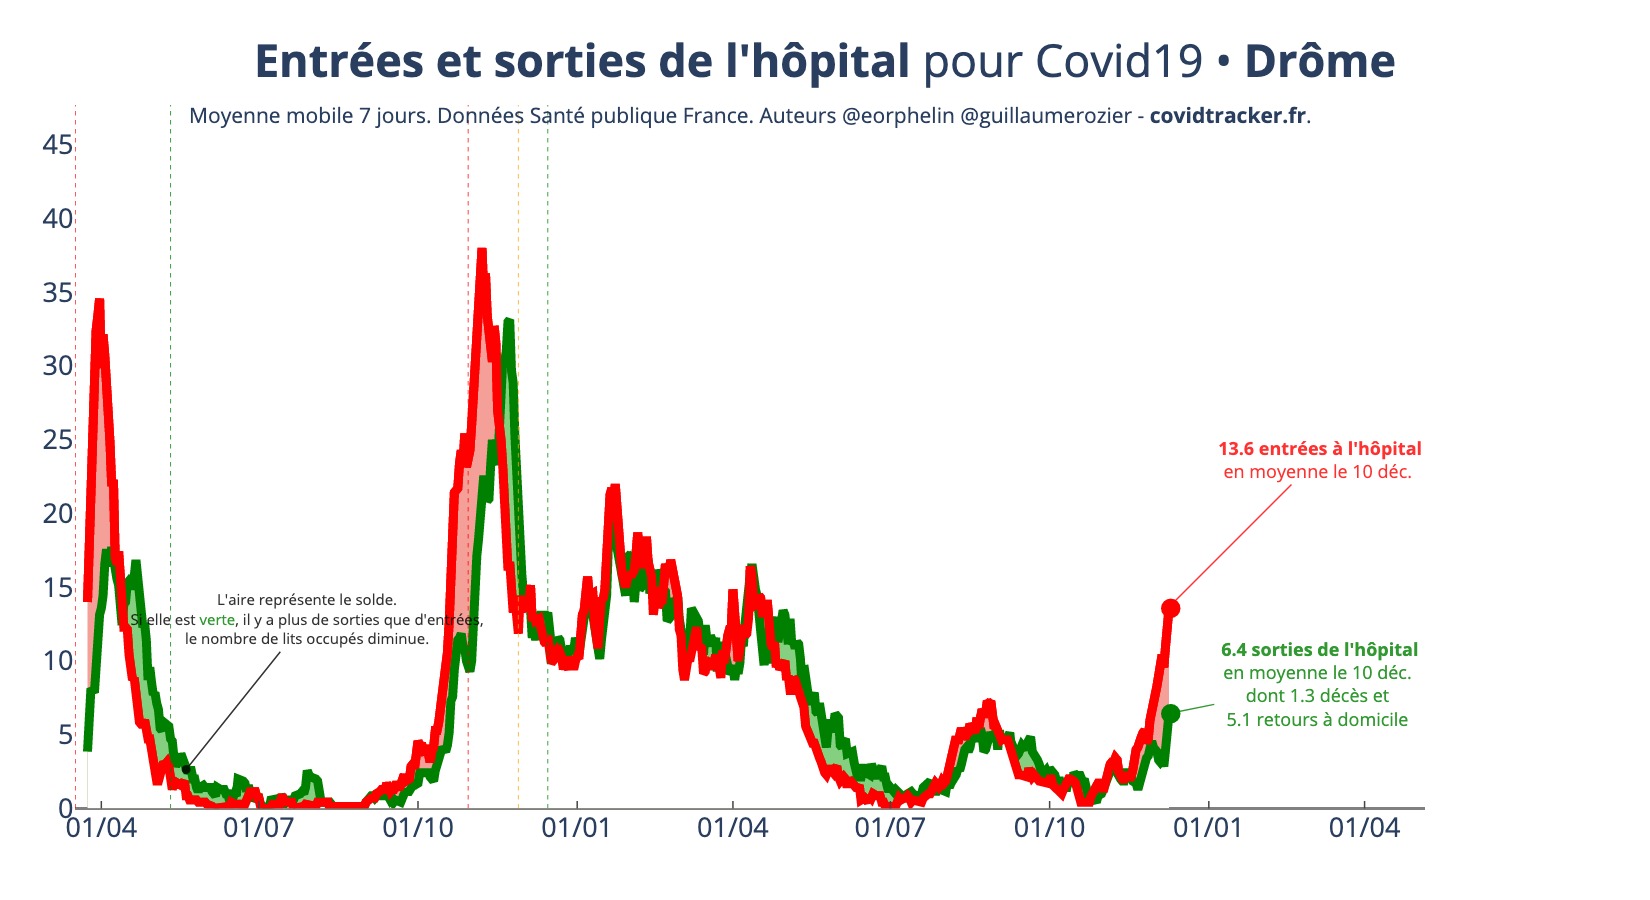 Entrées et sorties de l'hôpital pour Covid19 • Drôme
Moyenne mobile 7 jours. Données Santé publique France. Auteurs @eorphelin @guillaumerozier - covidtracker.fr.
45
40
35
30
25
20
15
10
5
0
L'aire représente le solde.
Si elle est verte, il y a plus de sorties que d'entrées,
le nombre de lits occupés diminue.
13.6 entrées à l'hôpital
en moyenne le 10 déc.
6.4 sorties de l'hôpital
en moyenne le 10 déc.
dont 1.3 décès et
5.1 retours à domicile
01/04 01/07 01/10 01/01 01/04 01/07 01/10 01/01 01/04